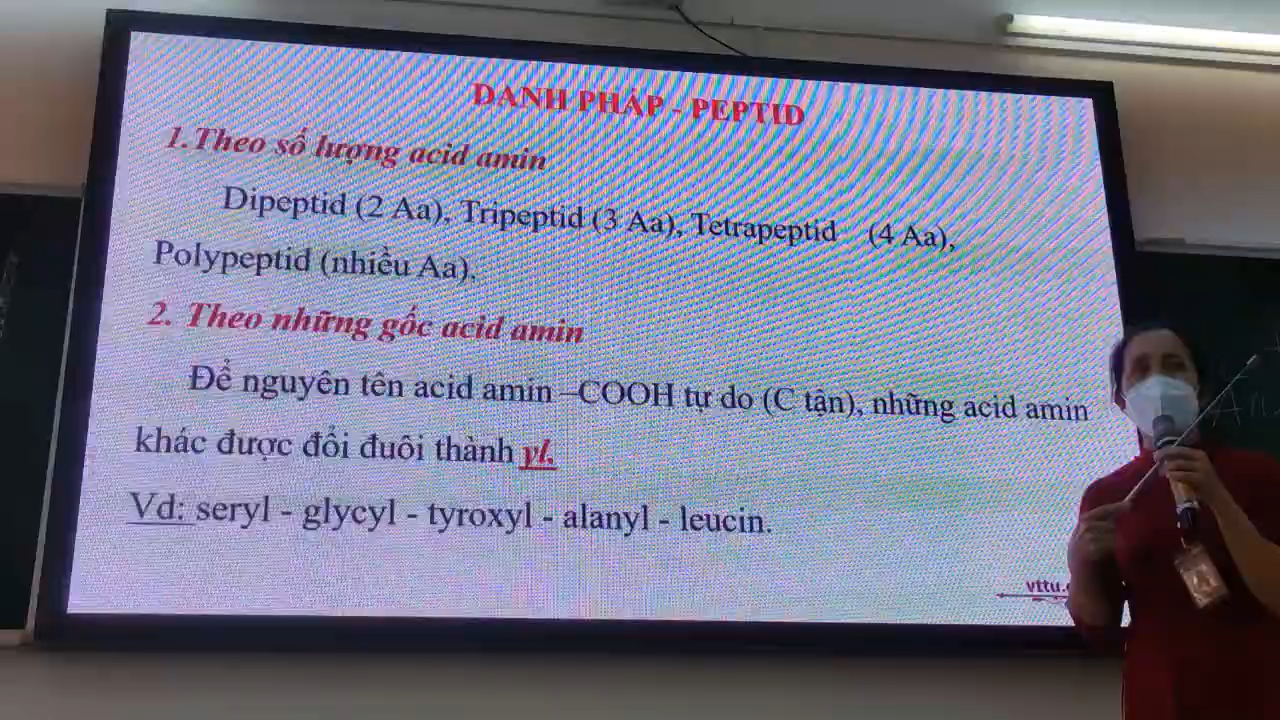 DANH PHÁP - PEPTID
1. Theo số lượng acid amin
Dipeptid (2 Aa), Tripeptid (3 Aa), Tetrapeptid (4 Aa),
Polypeptid (nhiều Aa).
2. Theo những gốc acid amin
Để nguyên tên acid amin –COOH tự do (C tận), những acid amin
khác được đổi đuôi thành yl.
Vd: seryl - glycyl - tyroxyl - alanyl - leucin.
vttu.